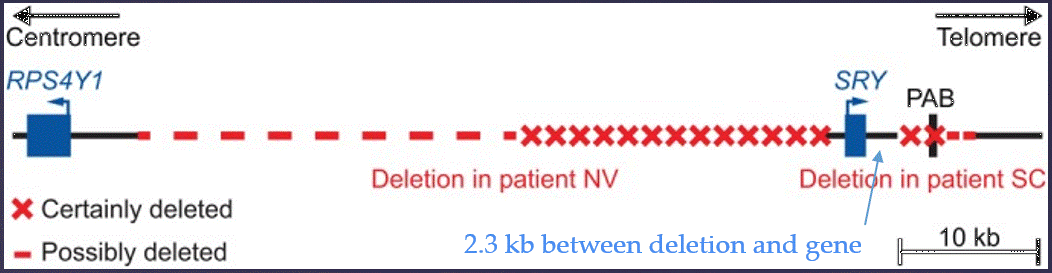 Centromere
Telomere
RPS4Y1
SRY
PAB
Deletion in patient NV
Deletion in patient SC
Certainly deleted
Possibly deleted
2.3 kb between deletion and gene
10 kb